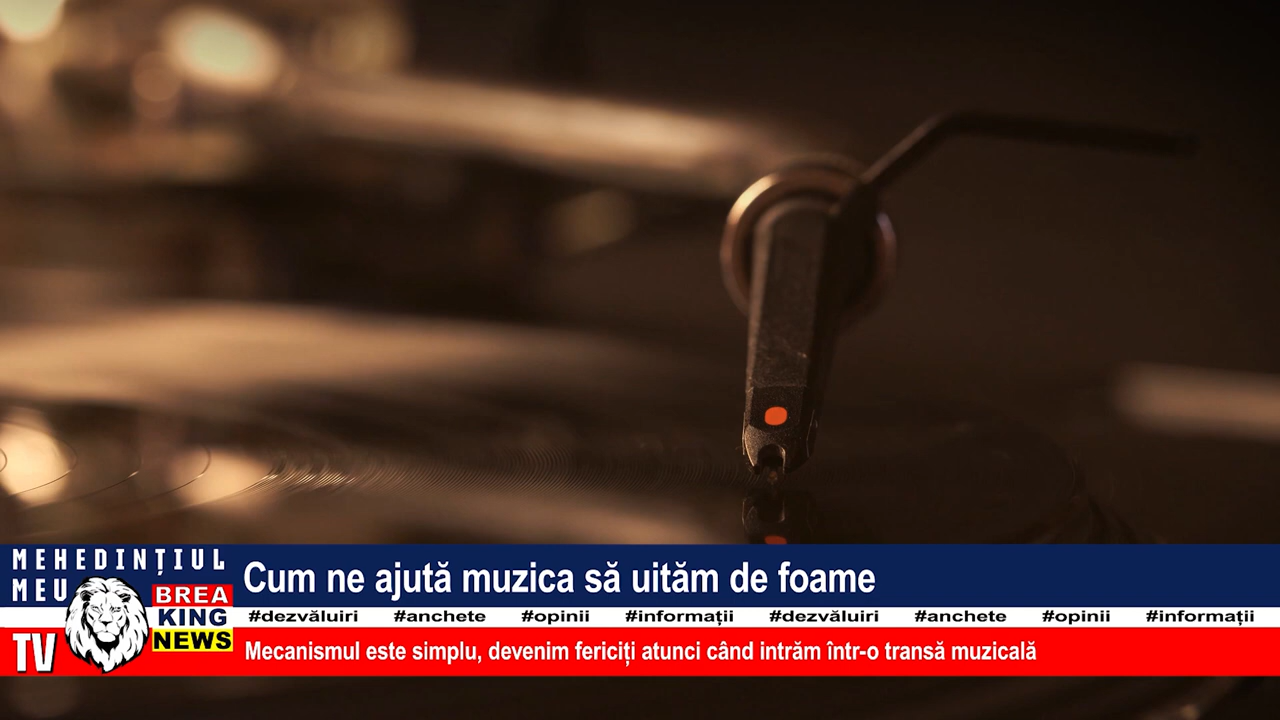 MEHEDINȚIUL
MEU
TV
BREA
KING
NEWS
Cum ne ajută muzica să uităm de foame
#dezvăluiri #anchete #opinii #informații #dezvăluiri #anchete #opinii #informații
Mecanismul este simplu, devenim fericiți atunci când intrăm într-o transă muzicală